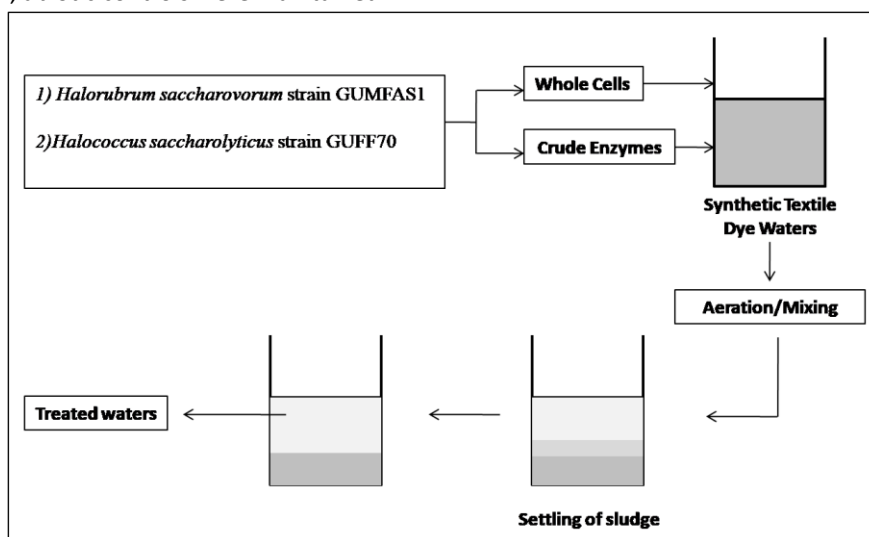 1) Halorubrum saccharovorum strain GUMFAS1
2)Halococcus saccharolyticus strain GUFF70
Whole Cells
Crude Enzymes
Synthetic Textile
Dye Waters
Aeration/Mixing
Treated waters
Settling of sludge